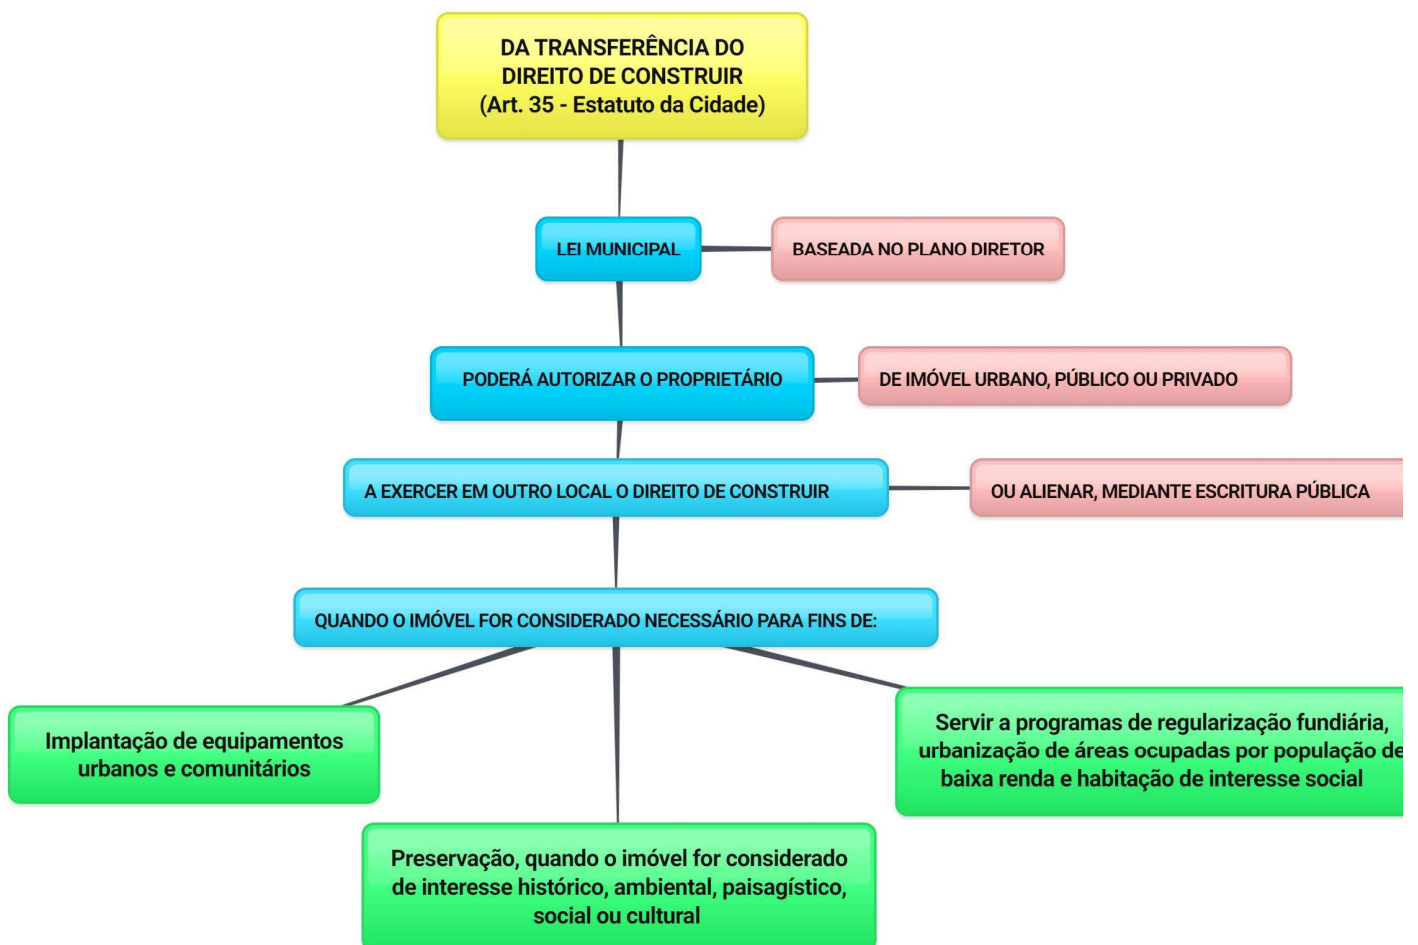 DA TRANSFERÊNCIA DO
DIREITO DE CONSTRUIR
(Art. 35 - Estatuto da Cidade)
LEI MUNICIPAL
BASEADA NO PLANO DIRETOR
PODERÁ AUTORIZAR O PROPRIETÁRIO
DE IMÓVEL URBANO, PÚBLICO OU PRIVADO
A EXERCER EM OUTRO LOCAL O DIREITO DE CONSTRUIR
OU ALIENAR, MEDIANTE ESCRITURA PÚBLICA
QUANDO O IMÓVEL FOR CONSIDERADO NECESSÁRIO PARA FINS DE:
Implantação de equipamentos
urbanos e comunitários
Preservação, quando o imóvel for considerado
de interesse histórico, ambiental, paisagístico,
social ou cultural
Servir a programas de regularização fundiária,
urbanização de áreas ocupadas por população de
baixa renda e habitação de interesse social